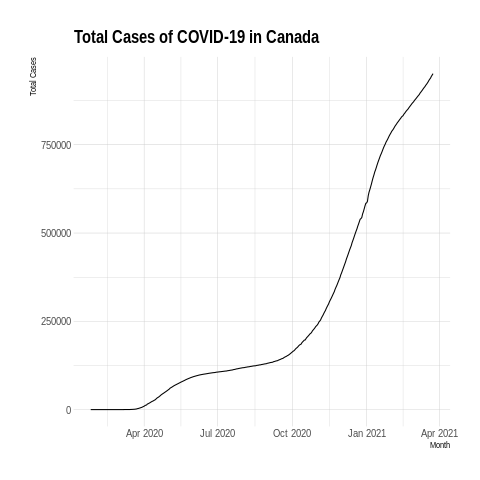 Total Cases of COVID-19 in Canada
Total Cases
750000
500000
250000
0
Apr 2020 Jul 2020 Oct 2020 Jan 2021 Apr 2021
Month